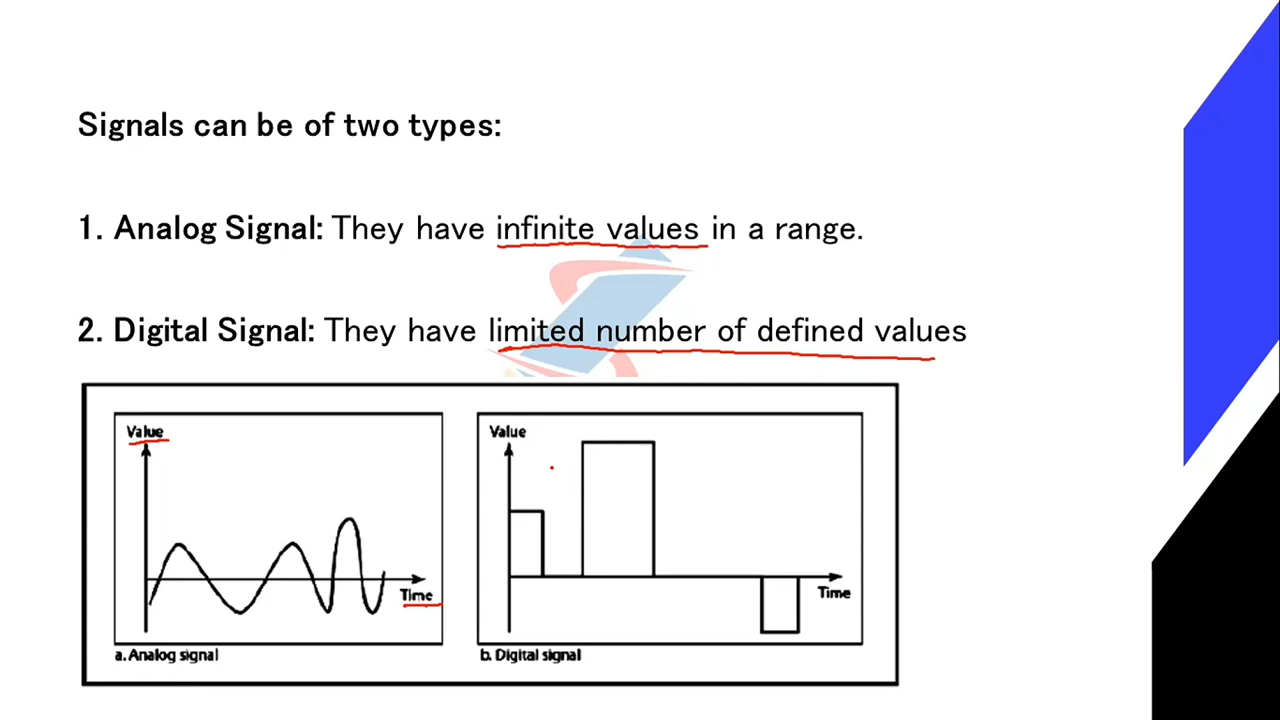 Signals can be of two types:
1. Analog Signal: They have infinite values in a range.
2. Digital Signal: They have limited number of defined values
Value
Time
a. Analog signal
Value
Time
b. Digital signal